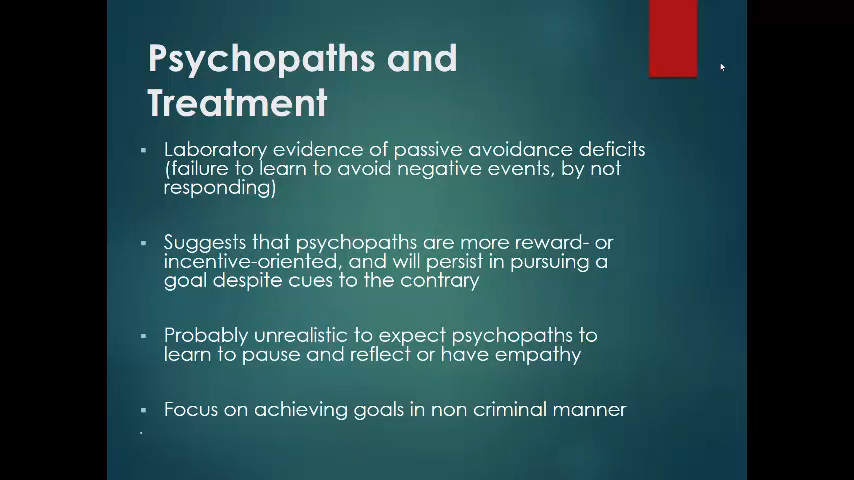 Psychopaths and
Treatment
▪ Laboratory evidence of passive avoidance deficits
(failure to learn to avoid negative events, by not
responding)
▪ Suggests that psychopaths are more reward- or
incentive-oriented, and will persist in pursuing a
goal despite cues to the contrary
▪ Probably unrealistic to expect psychopaths to
learn to pause and reflect or have empathy
▪ Focus on achieving goals in non criminal manner